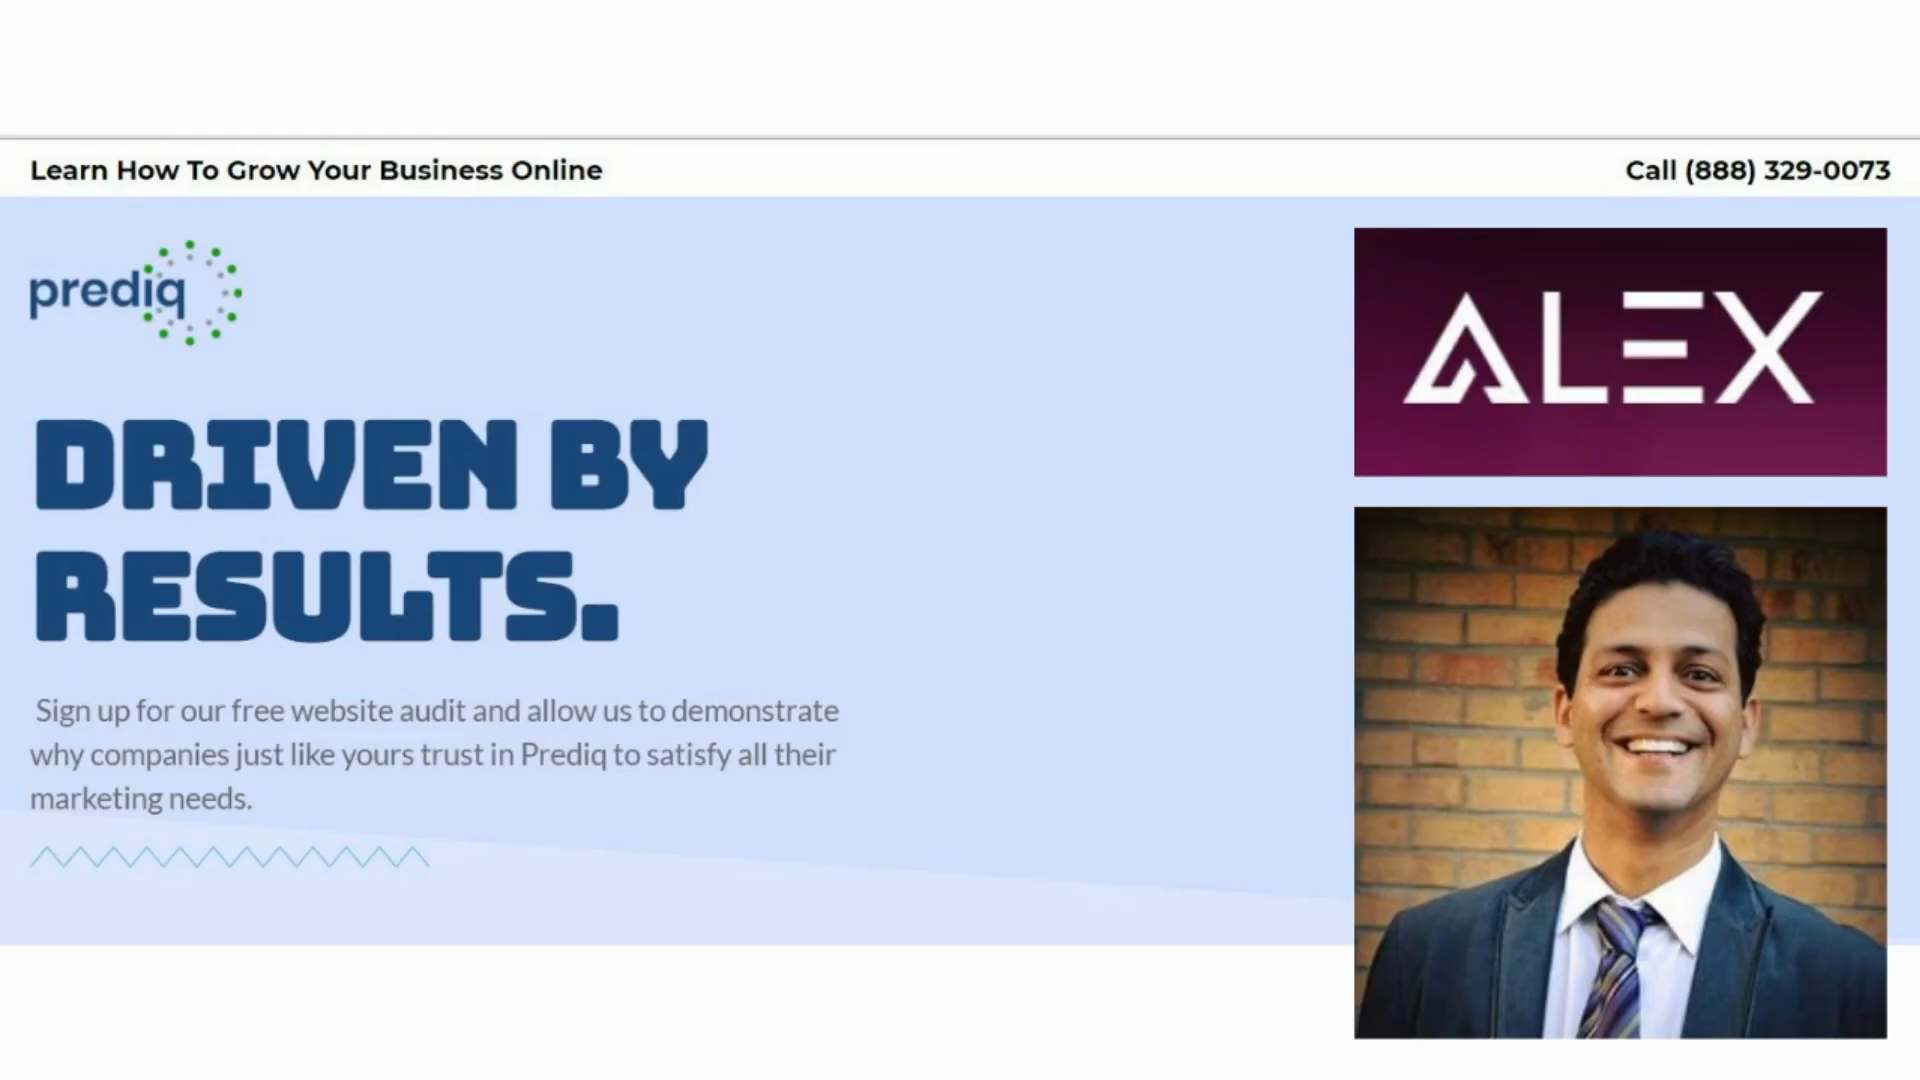 Learn How To Grow Your Business Online
Call (888) 329-0073
prediq
ALEX
DRIVEN BY
RESULTS.
Sign up for our free website audit and allow us to demonstrate
why companies just like yours trust in Prediq to satisfy all their
marketing needs.